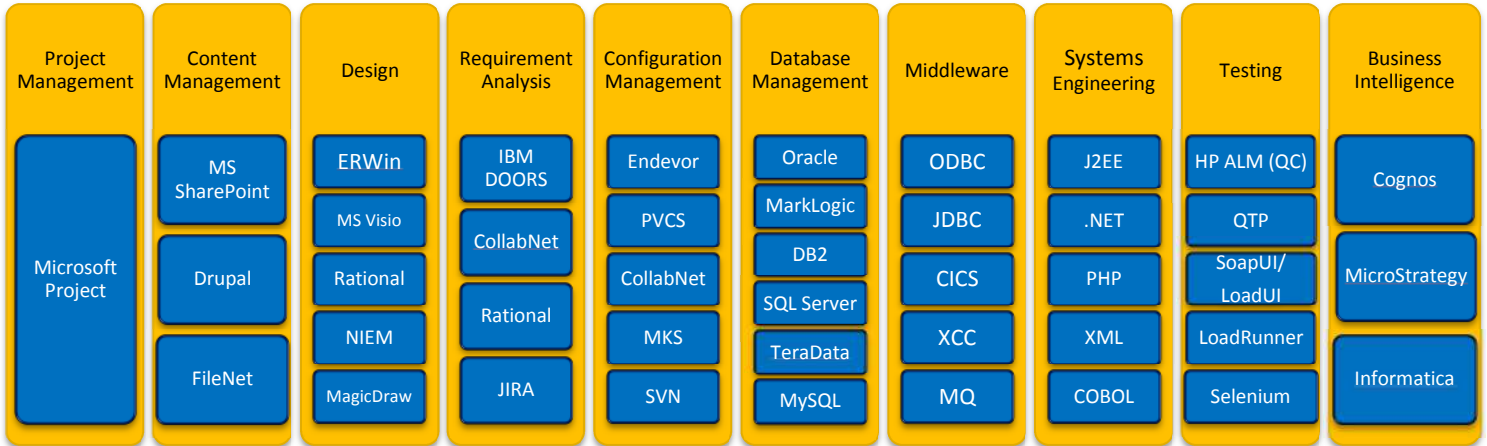 Project
Management
Microsoft
Project
Content
Management
MS
SharePoint
Drupal
FileNet
Design
ERWin
MS Visio
Rational
NIEM
MagicDraw
Requirement
Analysis
IBM
DOORS
CollabNet
Rational
JIRA
Configuration
Management
Endevor
PVCS
CollabNet
MKS
SVN
Database
Management
Oracle
MarkLogic
DB2
SQL Server
TeraData
MySQL
Middleware
ODBC
JDBC
CICS
XCC
MQ
Systems
Engineering
J2EE
.NET
PHP
XML
COBOL
Testing
HP ALM (QC)
QTP
SoapUI/
LoadUI
LoadRunner
Selenium
Business
Intelligence
Cognos
MicroStrategy
Informatica